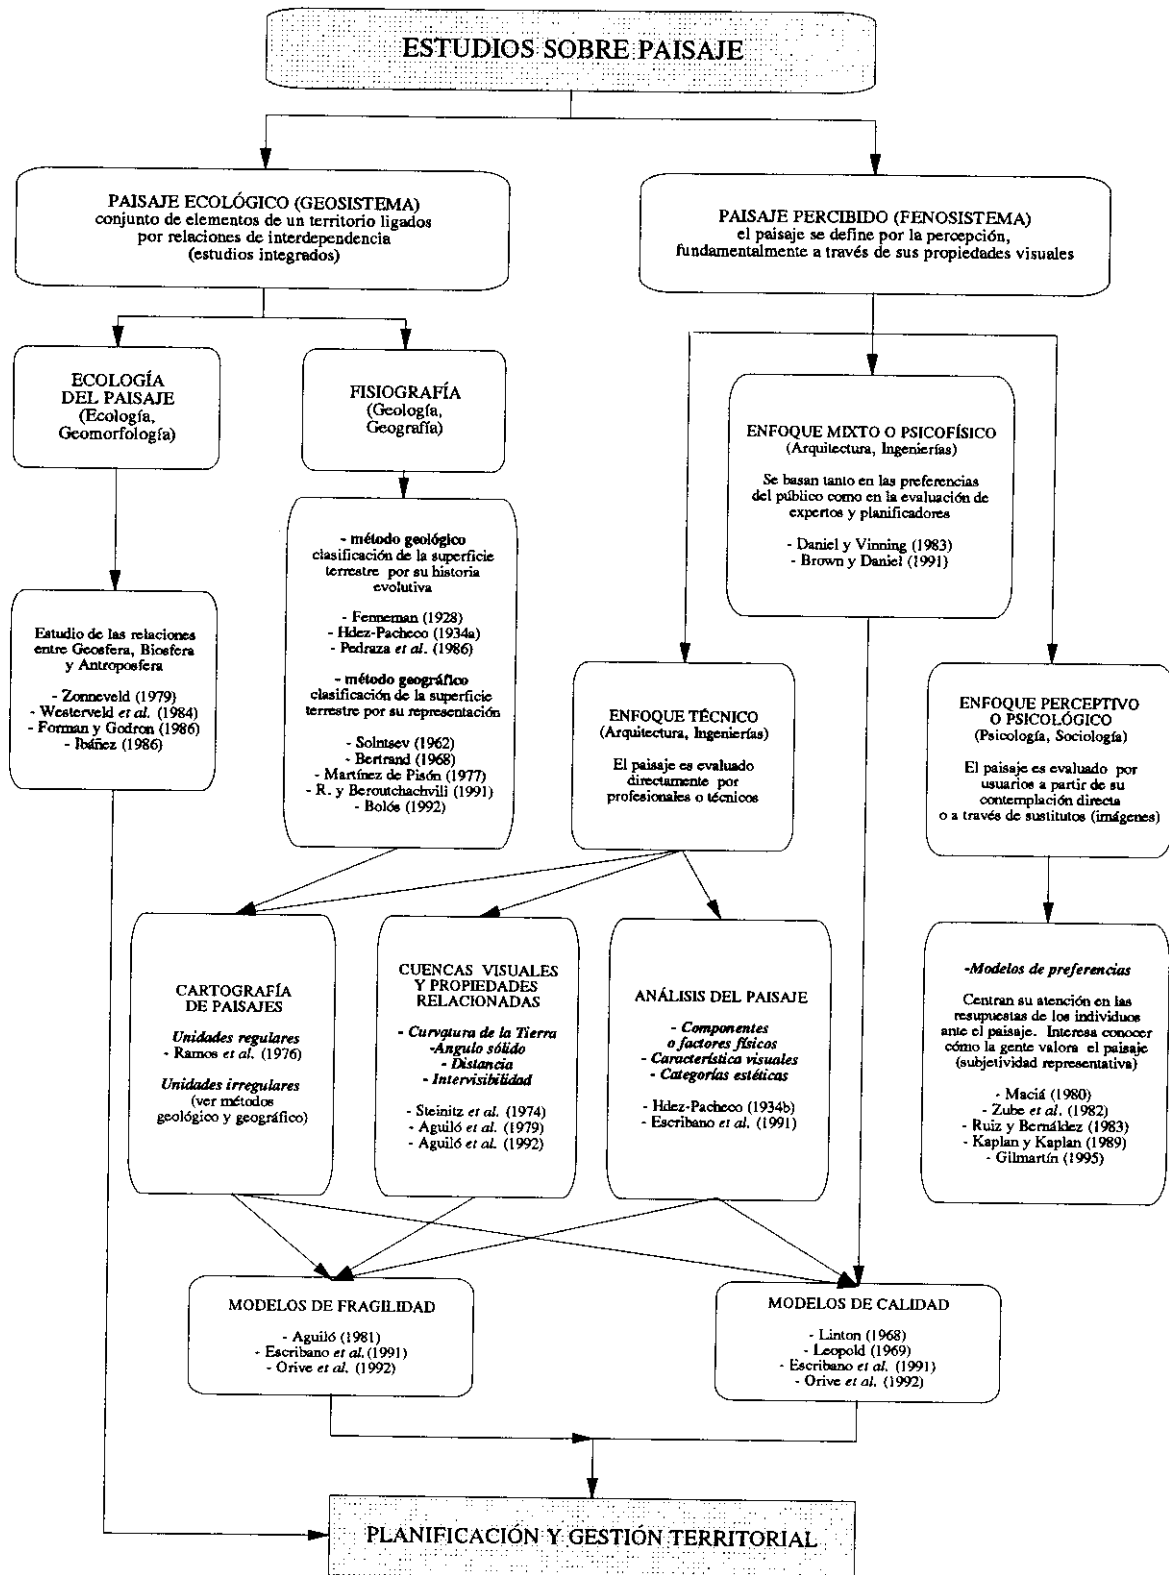 ESTUDIOS SOBRE PAISAJE
PAISAJE ECOLÓGICO (GEOSISTEMA)
conjunto de elementos de un territorio ligados
por relaciones de interdependencia
(estudios integrados)
PAISAJE PERCIBIDO (FENOSISTEMA)
el paisaje se define por la percepción,
fundamentalmente a través de sus propiedades visuales
ECOLOGÍA
DEL PAISAJE
(Ecología,
Geomorfología)
FISIOGRAFÍA
(Geología,
Geografía)
ENFOQUE MIXTO O PSICOFÍSICO
(Arquitectura, Ingenierías)
Se basan tanto en las preferencias
del público como en la evaluación de
expertos y planificadores
- Daniel y Vinning (1983)
- Brown y Daniel (1991)
Estudio de las relaciones
entre Geosfera, Biosfera
y Antroposfera
- Zonneveld (1979)
- Westerveld et al. (1984)
- Forman y Godron (1986)
- Ibáñez (1986)
- método geológico
clasificación de la superficie
terrestre por su historia
evolutiva
- Fenneman (1928)
- Hdez-Pacheco (1934a)
- Pedraza et al. (1986)
- método geográfico
clasificación de la superficie
terrestre por su representación
- Solntsev (1962)
- Bertrand (1968)
- Martínez de Pisón (1977)
- R. y Beroutchachvili (1991)
- Bolós (1992)
ENFOQUE TÉCNICO
(Arquitectura, Ingenierías)
El paisaje es evaluado
directamente por
profesionales o técnicos
ENFOQUE PERCEPTIVO
O PSICOLÓGICO
(Psicología, Sociología)
El paisaje es evaluado por
usuarios a partir de su
contemplación directa
o a través de sustitutos (imágenes)
CARTOGRAFÍA
DE PAISAJES
Unidades regulares
- Ramos et al. (1976)
Unidades irregulares
(ver métodos
geológico y geográfico)
CUENCAS VISUALES
Y PROPIEDADES
RELACIONADAS
- Curvatura de la Tierra
-Angulo sólido
- Distancia
- Intervisibilidad
- Steinitz et al. (1974)
- Aguiló et al. (1979)
- Aguiló et al. (1992)
ANÁLISIS DEL PAISAJE
- Componentes
o factores físicos
- Característica visuales
- Categorías estéticas
- Hdez-Pacheco (1934b)
- Escribano et al. (1991)
-Modelos de preferencias
Centran su atención en las
resupuestas de los individuos
ante el paisaje. Interesa conocer
cómo la gente valora el paisaje
(subjetividad representativa)
- Maciá (1980)
- Zube et al. (1982)
- Ruiz y Bernáldez (1983)
- Kaplan y Kaplan (1989)
- Gilmartín (1995)
MODELOS DE FRAGILIDAD
- Aguiló (1981)
- Escribano et al. (1991)
- Orive et al. (1992)
MODELOS DE CALIDAD
- Linton (1968)
- Leopold (1969)
- Escribano et al. (1991)
- Orive et al. (1992)
PLANIFICACIÓN Y GESTIÓN TERRITORIAL